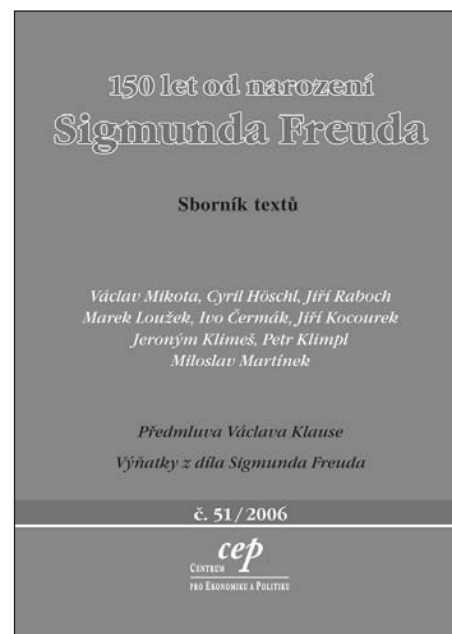 150 let od narození
Sigmunda Freuda
Sborník textů
Václav Mikota, Cyril Höschl, Jiří Raboch
Marek Loužek, Ivo Čermák, Jiří Kocourek
Jeroným Klimeš, Petr Klimpl
Miloslav Martínek
Předmluva Václava Klause
Výňatky z díla Sigmunda Freuda
č. 51/2006
cep
CENTRUM
PRO EKONOMIKU A POLITIKU